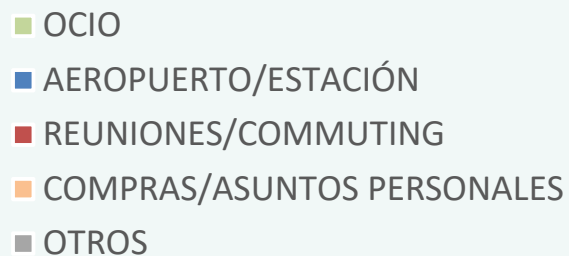 OCIO
AEROPUERTO/ESTACIÓN
REUNIONES/COMMUTING
COMPRAS/ASUNTOS PERSONALES
OTROS